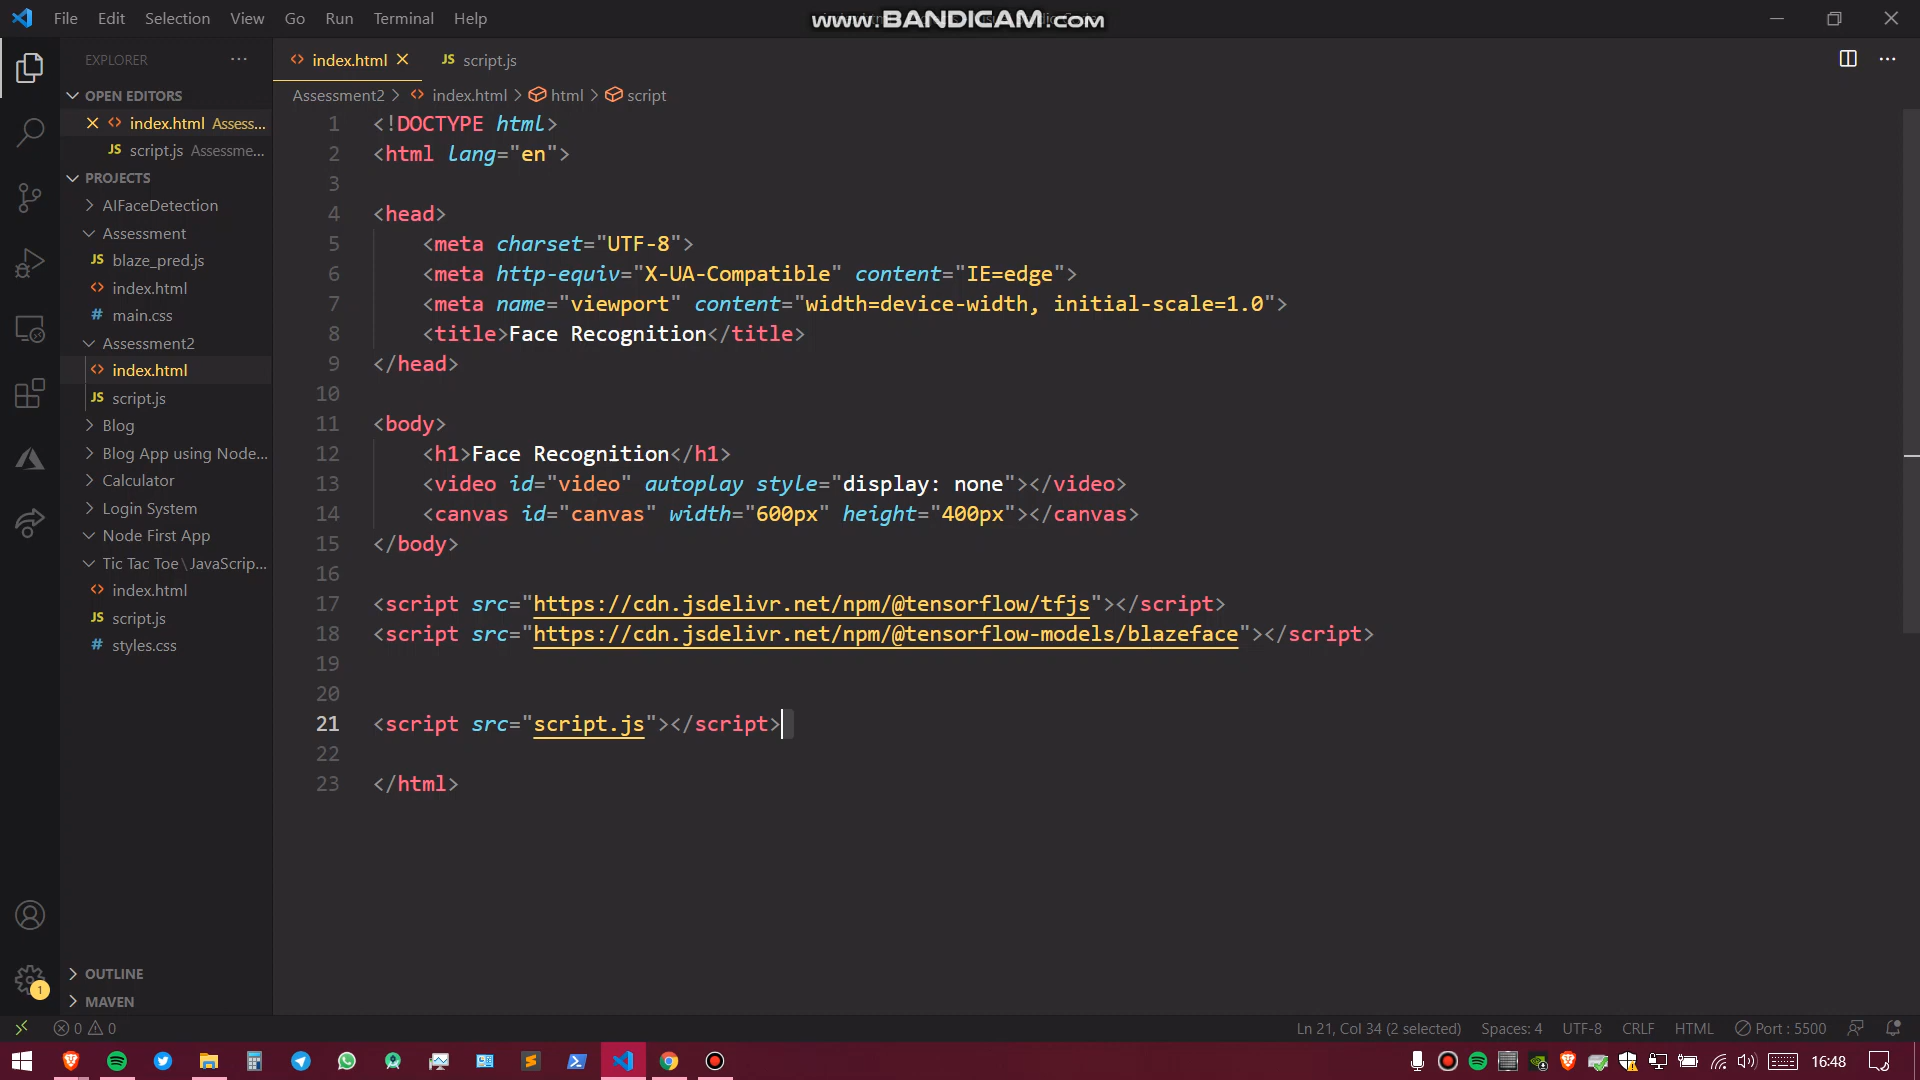 File Edit Selection View Go Run Terminal Help
www.BANDICAM.com
EXPLORER
OPEN EDITORS
index.html Assess...
script.js Assessme...
PROJECTS
AIFaceDetection
Assessment
blaze_pred.js
index.html
main.css
Assessment2
index.html
script.js
Blog
Blog App using Node...
Calculator
Login System
Node First App
Tic Tac Toe\JavaScrip...
index.html
script.js
styles.css
OUTLINE
MAVEN
index.html
script.js
Assessment2 > index.html > html > script
1 <!DOCTYPE html>
2 <html lang="en">
3
4 <head>
5 <meta charset="UTF-8">
6 <meta http-equiv="X-UA-Compatible" content="IE=edge">
7 <meta name="viewport" content="width=device-width, initial-scale=1.0">
8 <title>Face Recognition</title>
9 </head>
10
11 <body>
12 <h1>Face Recognition</h1>
13 <video id="video" autoplay style="display: none"></video>
14 <canvas id="canvas" width="600px" height="400px"></canvas>
15 </body>
16
17 <script src="https://cdn.jsdelivr.net/npm/@tensorflow/tfjs"></script>
18 <script src="https://cdn.jsdelivr.net/npm/@tensorflow-models/blazeface"></script>
19
20
21 <script src="script.js"></script>
22
23 </html>
1
0 0
Ln 21, Col 34 (2 selected) Spaces: 4 UTF-8 CRLF HTML Port : 5500
16:48